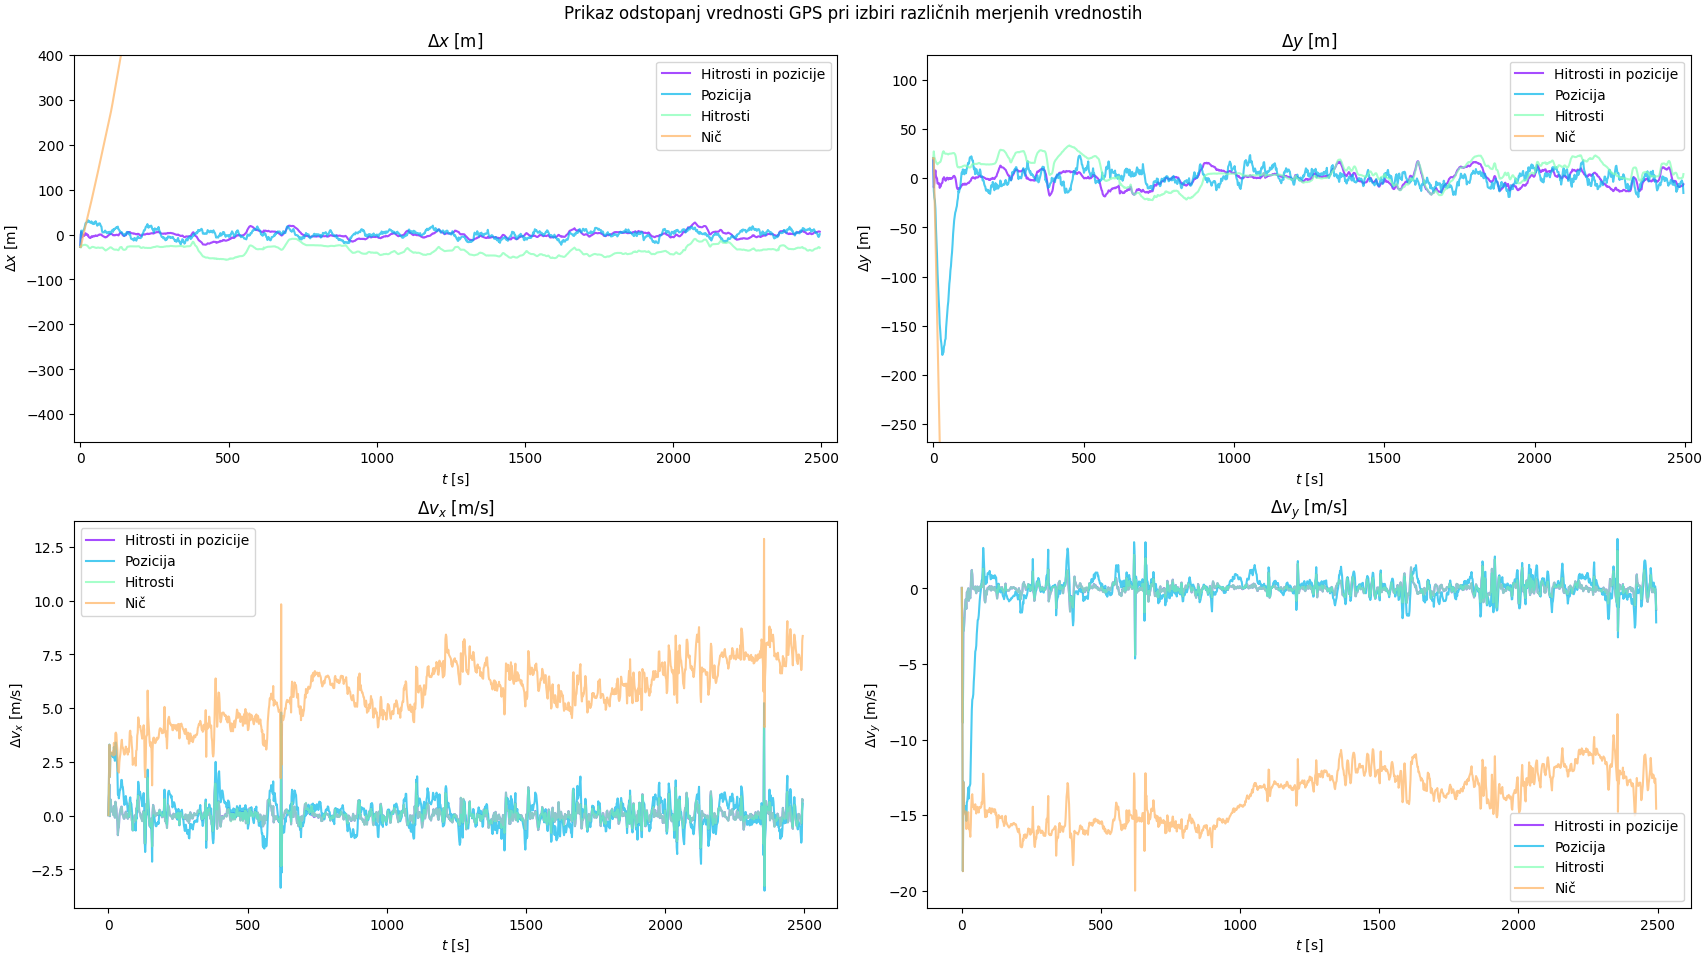 Prikaz odstopanj vrednosti GPS pri izbiri različnih merjenih vrednostih
Δx [m]
400
300
200
100
0
−100
−200
−300
−400
Δx [m]
0 500 1000 1500 2000 2500
t [s]
Hitrosti in pozicije
Pozicija
Hitrosti
Nič
Δy [m]
100
50
0
−50
−100
−150
−200
−250
Δy [m]
0 500 1000 1500 2000 2500
t [s]
Hitrosti in pozicije
Pozicija
Hitrosti
Nič
Δv_x [m/s]
12.5
10.0
7.5
5.0
2.5
0.0
−2.5
Δv_x [m/s]
0 500 1000 1500 2000 2500
t [s]
Hitrosti in pozicije
Pozicija
Hitrosti
Nič
Δv_y [m/s]
0
−5
−10
−15
−20
Δv_y [m/s]
0 500 1000 1500 2000 2500
t [s]
Hitrosti in pozicije
Pozicija
Hitrosti
Nič